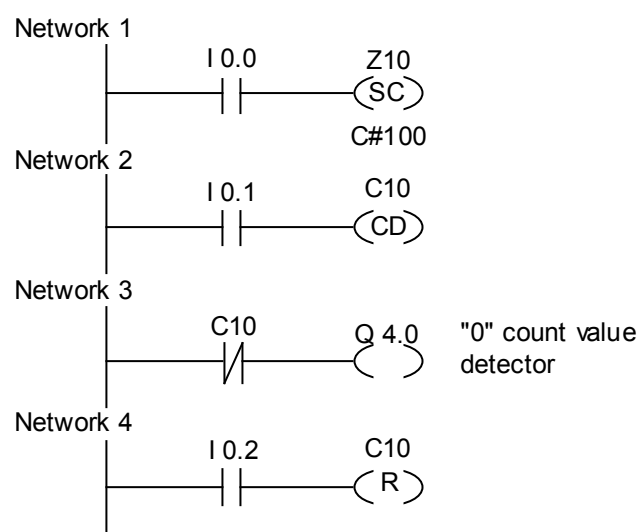 Network 1
I 0.0 Z10
SC
C#100
Network 2
I 0.1 C10
CD
Network 3
C10 Q 4.0 "0" count value
detector
Network 4
I 0.2 C10
R